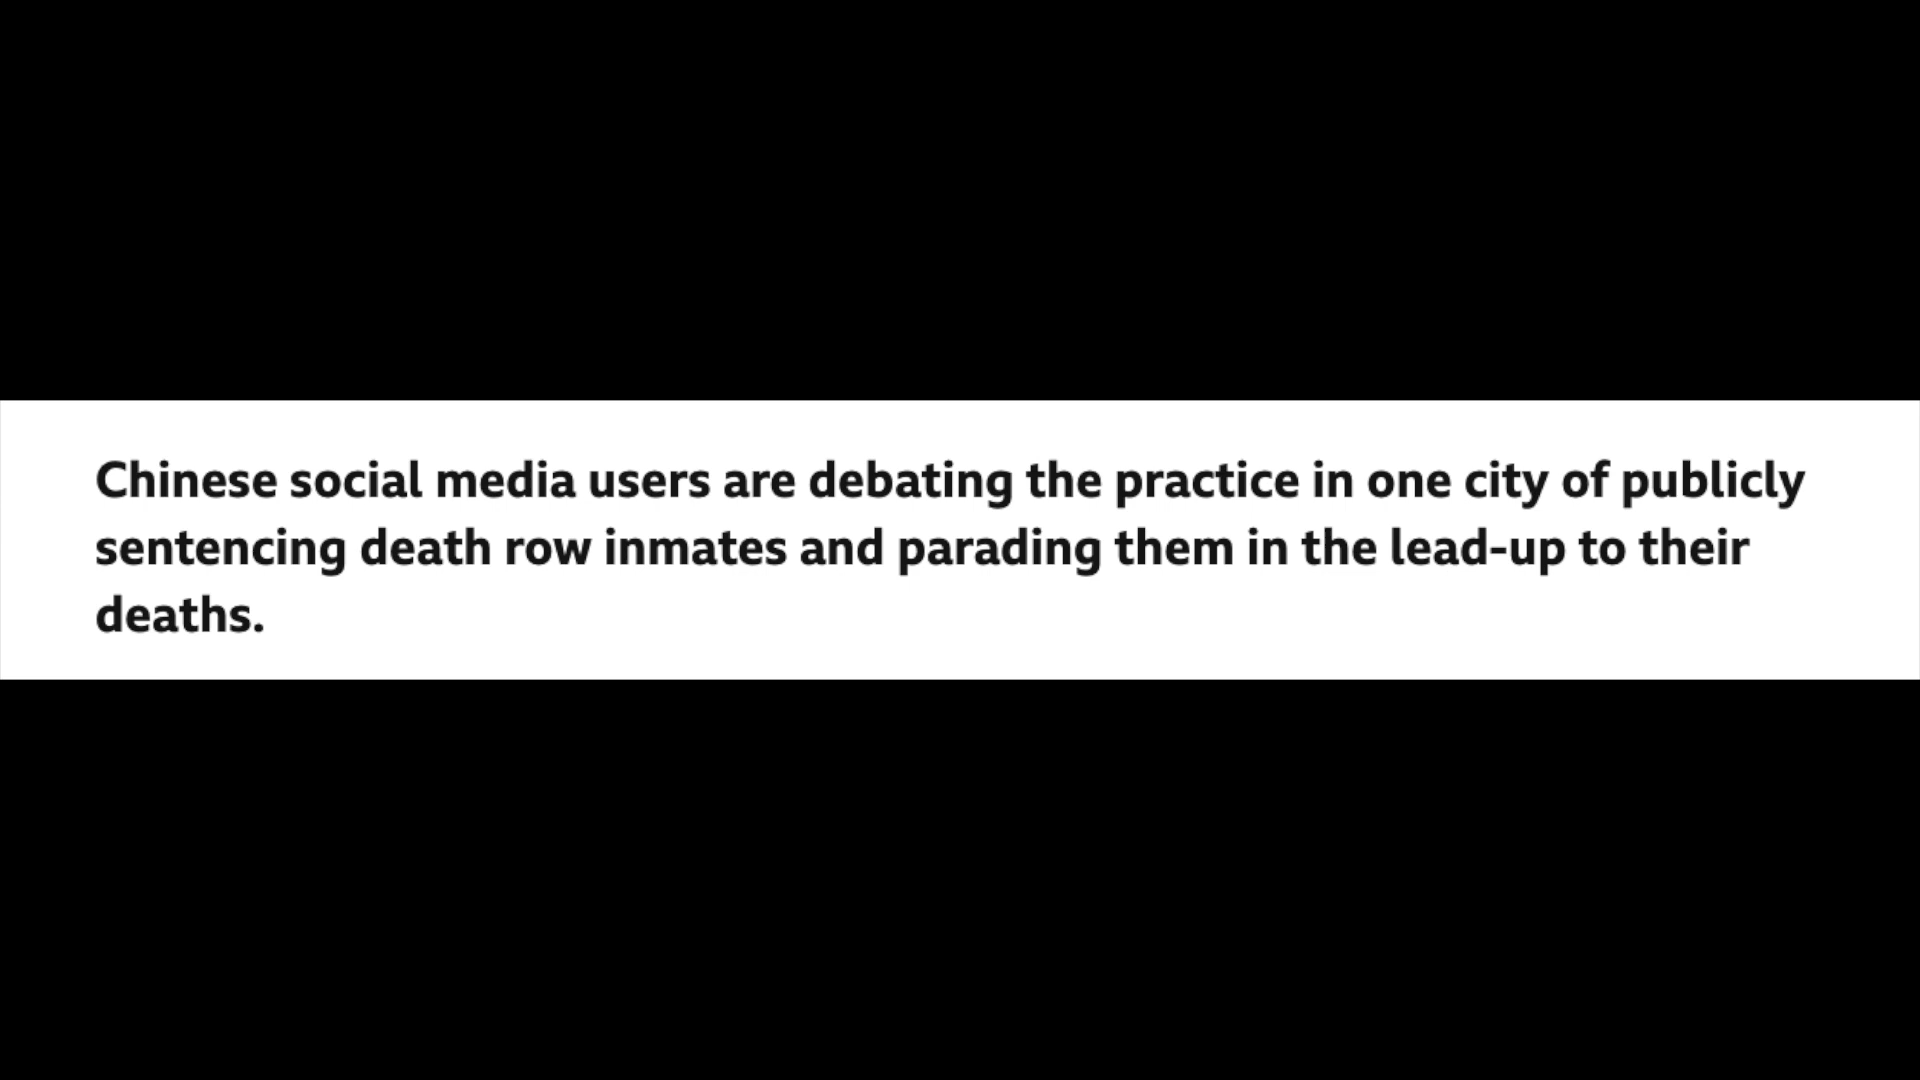 Chinese social media users are debating the practice in one city of publicly
sentencing death row inmates and parading them in the lead-up to their
deaths.